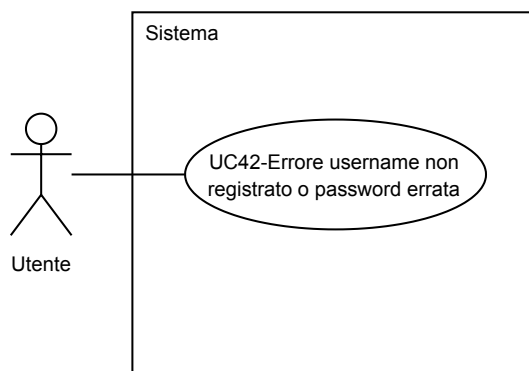 Sistema
UC42-Errore username non
registrato o password errata
Utente